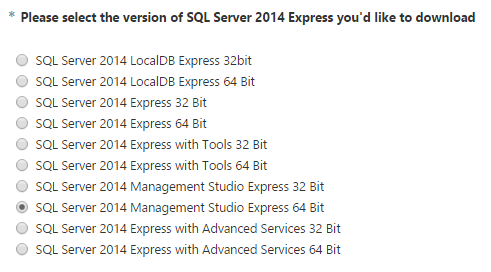 * Please select the version of SQL Server 2014 Express you'd like to download
SQL Server 2014 LocalDB Express 32bit
SQL Server 2014 LocalDB Express 64 Bit
SQL Server 2014 Express 32 Bit
SQL Server 2014 Express 64 Bit
SQL Server 2014 Express with Tools 32 Bit
SQL Server 2014 Express with Tools 64 Bit
SQL Server 2014 Management Studio Express 32 Bit
SQL Server 2014 Management Studio Express 64 Bit
SQL Server 2014 Express with Advanced Services 32 Bit
SQL Server 2014 Express with Advanced Services 64 Bit